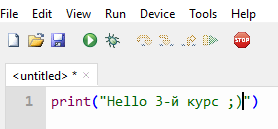 File Edit View Run Device Tools Help
STOP
<untitled> *
1 print("Hello 3-й курс ;)")